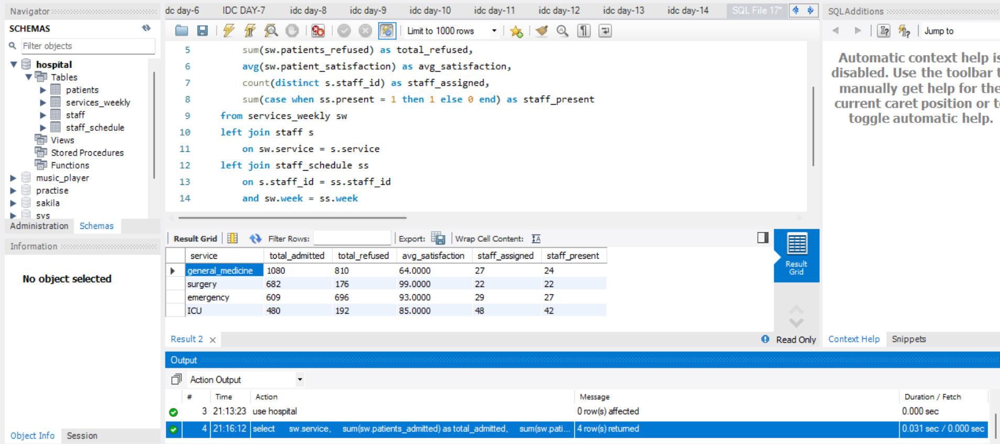 Navigator
SCHEMAS
Filter objects
hospital
Tables
patients
services_weekly
staff
staff_schedule
Views
Stored Procedures
Functions
music_player
practise
sakila
sys
Administration Schemas
Information
No object selected
Object Info Session
dc day-6 IDC DAY-7 idc day-8 idc day-9 idc day-10 idc day-11 idc day-12 idc day-13 idc day-14 SQL File 17*
Limit to 1000 rows
5 sum(sw.patients_refused) as total_refused,
6 avg(sw.patient_satisfaction) as avg_satisfaction,
7 count(distinct s.staff_id) as staff_assigned,
8 sum(case when ss.present = 1 then 1 else 0 end) as staff_present
9 from services_weekly sw
10 left join staff s
11 on sw.service = s.service
12 left join staff_schedule ss
13 on s.staff_id = ss.staff_id
14 and sw.week = ss.week
Result Grid Filter Rows: Export: Wrap Cell Content: IA
service total_admitted total_refused avg_satisfaction staff_assigned staff_present
general_medicine 1080 810 64.0000 27 24
surgery 682 176 99.0000 22 22
emergency 609 696 93.0000 29 27
ICU 480 192 85.0000 48 42
Result
Grid
Result 2 Read Only
SQLAdditions
Jump to
Automatic context help is
disabled. Use the toolbar t
manually get help for the
current caret position or t
toggle automatic help.
Context Help Snippets
Output
Action Output
# Time Action Message Duration / Fetch
3 21:13:23 use hospital 0 row(s) affected 0.000 sec
4 21:16:12 select sw.service, sum(sw.patients_admitted) as total_admitted, sum(sw.pati... 4 row(s) returned 0.031 sec / 0.000 sec